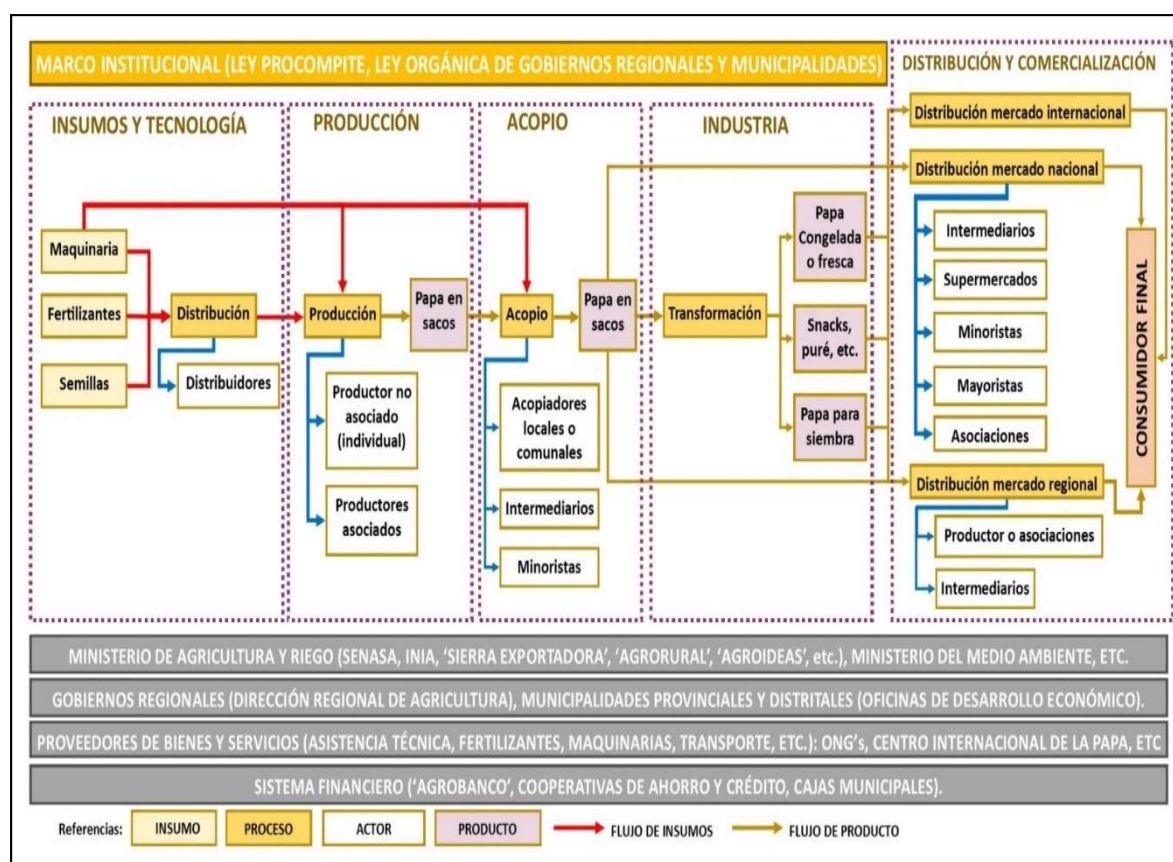 MARCO INSTITUCIONAL (LEY PROCOMPITE, LEY ORGÁNICA DE GOBIERNOS REGIONALES Y MUNICIPALIDADES)
INSUMOS Y TECNOLOGÍA
Maquinaria
Fertilizantes
Semillas
Distribución
Distribuidores
PRODUCCIÓN
Producción
Papa en
sacos
Productor no
asociado
(individual)
Productores
asociados
ACOPIO
Acopio
Papa en
sacos
Acopiadores
locales o
comunales
Intermediarios
Minoristas
INDUSTRIA
Transformación
Papa
Congelada
o fresca
Snacks,
puré, etc.
Papa para
siembra
DISTRIBUCIÓN Y COMERCIALIZACIÓN
Distribución mercado internacional
Distribución mercado nacional
Intermediarios
Supermercados
Minoristas
Mayoristas
Asociaciones
Distribución mercado regional
Productor o asociaciones
Intermediarios
CONSUMIDOR FINAL
MINISTERIO DE AGRICULTURA Y RIEGO (SENASA, INIA, ‘SIERRA EXPORTADORA’, ‘AGRORURAL’, ‘AGROIDEAS’, etc.), MINISTERIO DEL MEDIO AMBIENTE, ETC.
GOBIERNOS REGIONALES (DIRECCIÓN REGIONAL DE AGRICULTURA), MUNICIPALIDADES PROVINCIALES Y DISTRITALES (OFICINAS DE DESARROLLO ECONÓMICO).
PROVEEDORES DE BIENES Y SERVICIOS (ASISTENCIA TÉCNICA, FERTILIZANTES, MAQUINARIAS, TRANSPORTE, ETC.): ONG’s, CENTRO INTERNACIONAL DE LA PAPA, ETC
SISTEMA FINANCIERO (‘AGROBANCO’, COOPERATIVAS DE AHORRO Y CRÉDITO, CAJAS MUNICIPALES).
Referencias: INSUMO PROCESO ACTOR PRODUCTO FLUJO DE INSUMOS FLUJO DE PRODUCTO